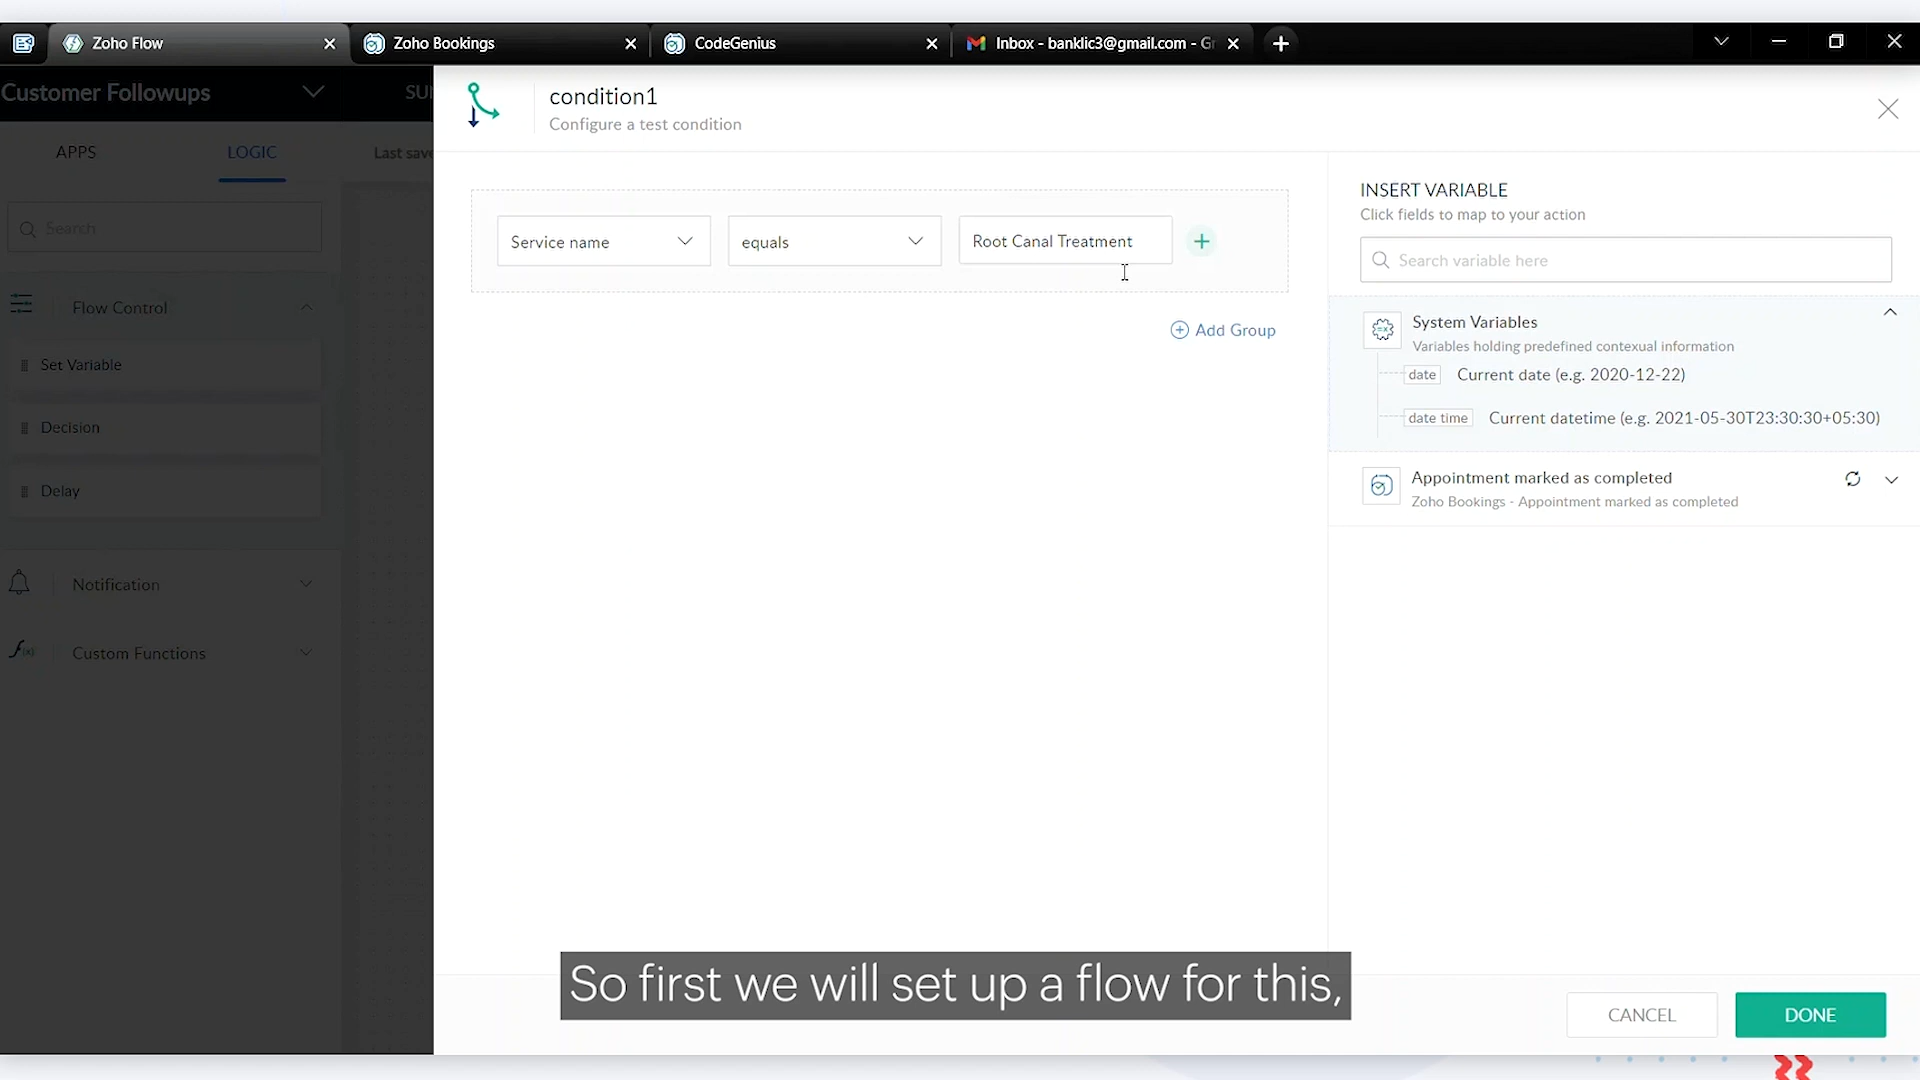 Zoho Flow
Zoho Bookings
CodeGenius
Inbox - banklic3@gmail.com - G
Customer Followups
SU
condition1
Configure a test condition
APPS
LOGIC
Last save
Search
Flow Control
Set Variable
Decision
Delay
Notification
Custom Functions
Service name
equals
Root Canal Treatment
Add Group
INSERT VARIABLE
Click fields to map to your action
Search variable here
System Variables
Variables holding predefined contexual information
date Current date (e.g. 2020-12-22)
date time Current datetime (e.g. 2021-05-30T23:30:30+05:30)
Appointment marked as completed
Zoho Bookings - Appointment marked as completed
So first we will set up a flow for this,
CANCEL
DONE